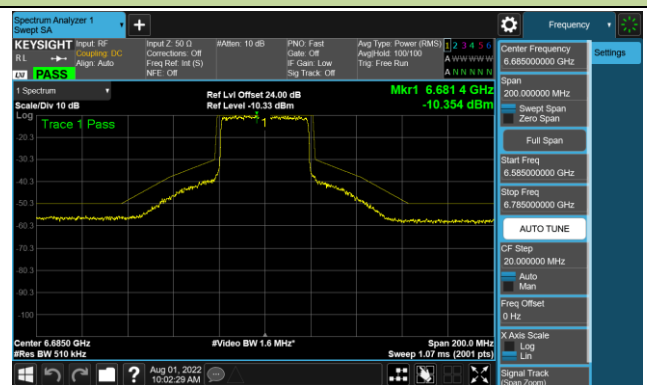 Spectrum Analyzer 1
Swept SA
Frequency
KEYSIGHT Input: RF
RL
Coupling: DC
Align: Auto
LXI PASS
Input Z: 50 Ω
Corrections: Off
Freq Ref: Int (S)
NFE: Off
#Atten: 10 dB
PNO: Fast
Gate: Off
IF Gain: Low
Sig Track: Off
Avg Type: Power (RMS)
Avg|Hold: 100/100
Trig: Free Run
1 2 3 4 5 6
A W W W W W
A N N N N N
1 Spectrum
Scale/Div 10 dB
Ref Lvl Offset 24.00 dB
Ref Level -10.33 dBm
Mkr1 6.681 4 GHz
-10.354 dBm
Log
Trace 1 Pass
1
-20.3
-30.3
-40.3
-50.3
-60.3
-70.3
-80.3
-90.3
-100
Center 6.6850 GHz
#Res BW 510 kHz
#Video BW 1.6 MHz*
Span 200.0 MHz
Sweep 1.07 ms (2001 pts)
Aug 01, 2022
10:02:29 AM
Center Frequency
6.685000000 GHz
Settings
Span
200.000000 MHz
Swept Span
Zero Span
Full Span
Start Freq
6.585000000 GHz
Stop Freq
6.785000000 GHz
AUTO TUNE
CF Step
20.000000 MHz
Auto
Man
Freq Offset
0 Hz
X Axis Scale
Log
Lin
Signal Track
(Span Zoom)